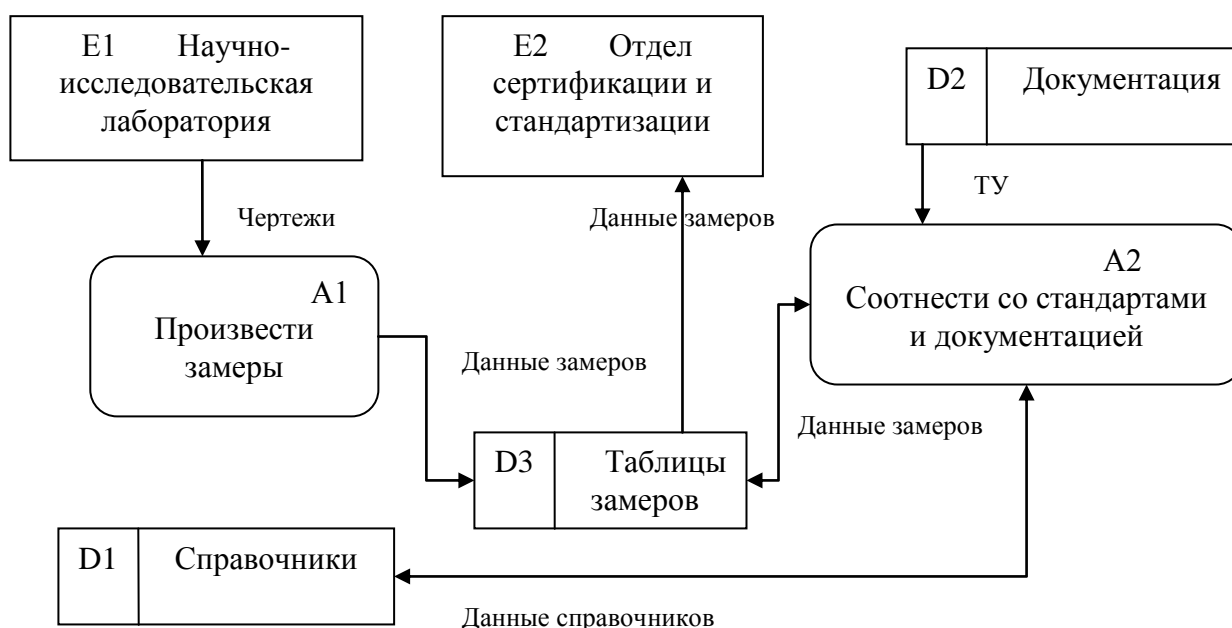 E1 Научно-
исследовательская
лаборатория
E2 Отдел
сертификации и
стандартизации
D2 Документация
ТУ
Чертежи
Данные замеров
A1
Произвести
замеры
A2
Соотнести со стандартами
и документацией
Данные замеров
Данные замеров
D3 Таблицы
замеров
D1 Справочники
Данные справочников